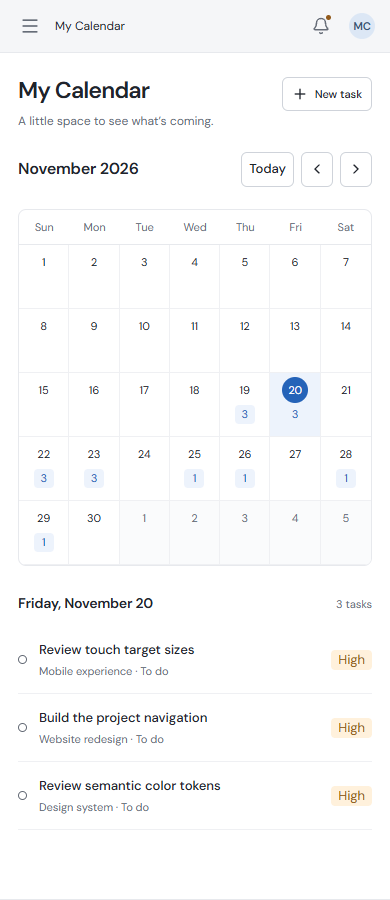 My Calendar
MC
My Calendar
New task
A little space to see what's coming.
November 2026
Today
Sun Mon Tue Wed Thu Fri Sat
1 2 3 4 5 6 7
8 9 10 11 12 13 14
15 16 17 18 19 20 21
3 3
22 23 24 25 26 27 28
3 3 1 1 1
29 30 1 2 3 4 5
1
Friday, November 20
3 tasks
Review touch target sizes
High
Mobile experience · To do
Build the project navigation
High
Website redesign · To do
Review semantic color tokens
High
Design system · To do